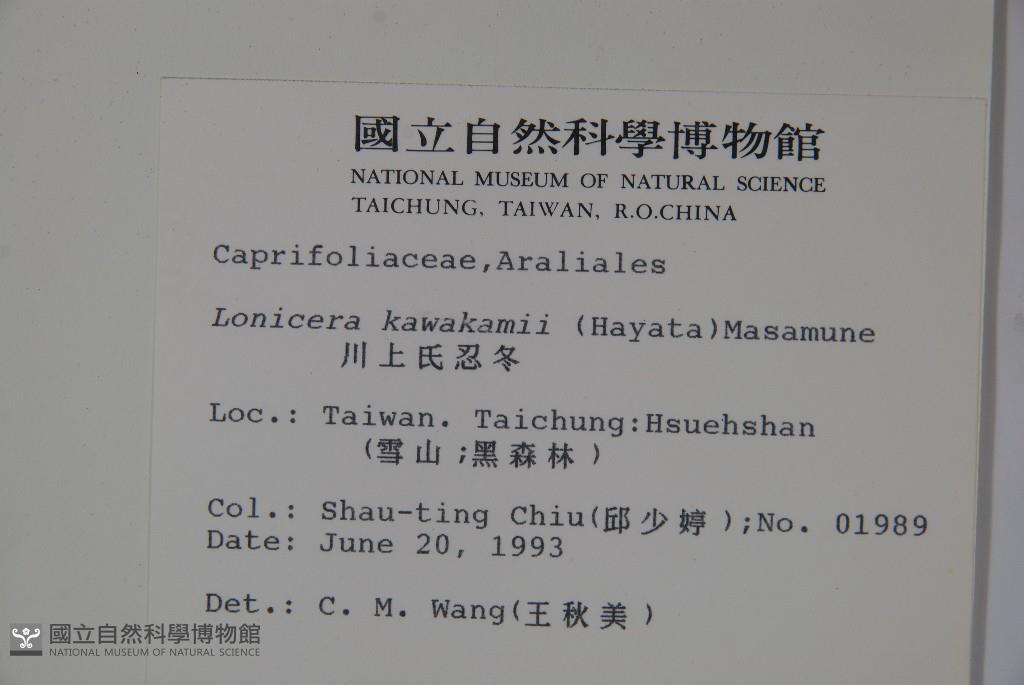 國立自然科學博物館
NATIONAL MUSEUM OF NATURAL SCIENCE
TAICHUNG, TAIWAN, R.O.CHINA
Caprifoliaceae,Araliales
Lonicera kawakamii (Hayata)Masamune
川上氏忍冬
Loc.: Taiwan. Taichung:Hsuehshan
(雪山;黑森林)
Col.: Shau-ting Chiu(邱少婷);No. 01989
Date: June 20, 1993
Det.: C. M. Wang(王秋美)
國立自然科學博物館
NATIONAL MUSEUM OF NATURAL SCIENCE